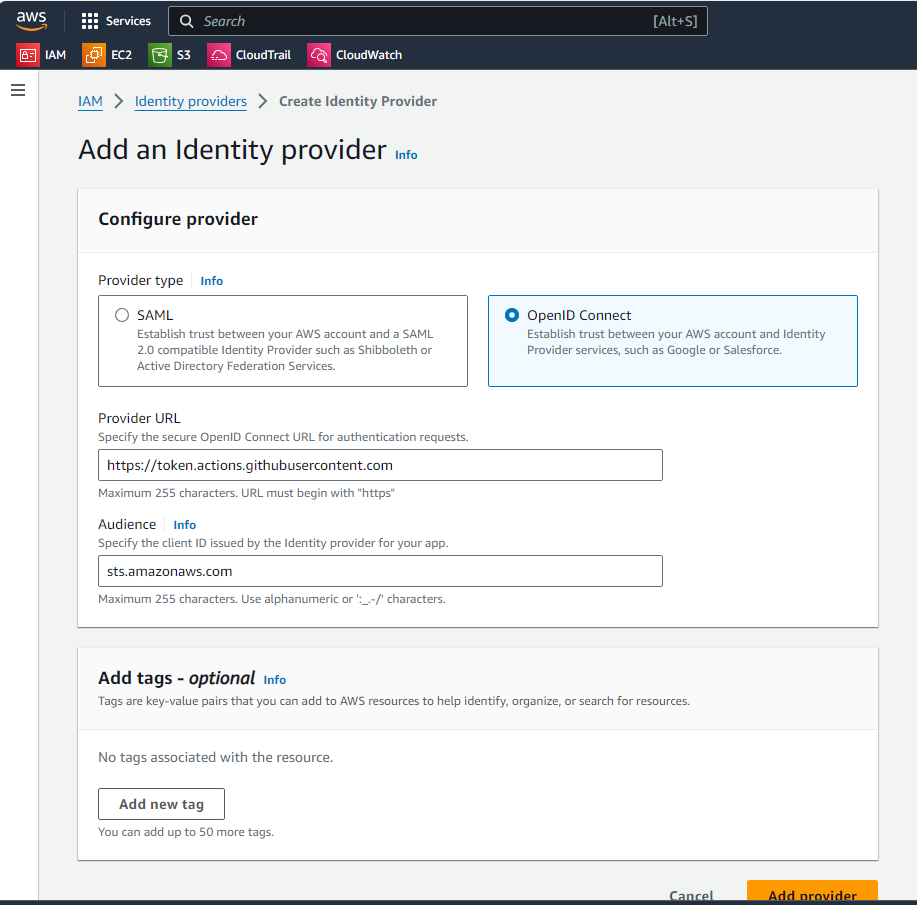 aws
Services
Search
[Alt+S]
IAM
EC2
S3
CloudTrail
CloudWatch
IAM > Identity providers > Create Identity Provider
Add an Identity provider Info
Configure provider
Provider type Info
SAML
Establish trust between your AWS account and a SAML
2.0 compatible Identity Provider such as Shibboleth or
Active Directory Federation Services.
OpenID Connect
Establish trust between your AWS account and Identity
Provider services, such as Google or Salesforce.
Provider URL
Specify the secure OpenID Connect URL for authentication requests.
https://token.actions.githubusercontent.com
Maximum 255 characters. URL must begin with "https"
Audience Info
Specify the client ID issued by the Identity provider for your app.
sts.amazonaws.com
Maximum 255 characters. Use alphanumeric or ':_.-/' characters.
Add tags - optional Info
Tags are key-value pairs that you can add to AWS resources to help identify, organize, or search for resources.
No tags associated with the resource.
Add new tag
You can add up to 50 more tags.
Cancel
Add provider